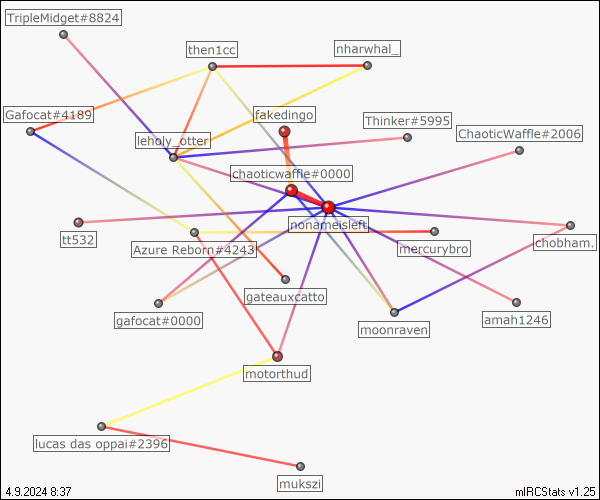 TripleMidget#8824
then1cc
nharwhal_
Gafocat#4189
fakedingo
Thinker#5995
ChaoticWaffle#2006
leholy_otter
chaoticwaffle#0000
nonameisleft
tt532
Azure Reborn#4243
mercurybro
chobham.
gateauxcatto
gafocat#0000
moonraven
amah1246
motorthud
lucas das oppai#2396
mukszi
4.9.2024 8:37
mIRCStats v1.25